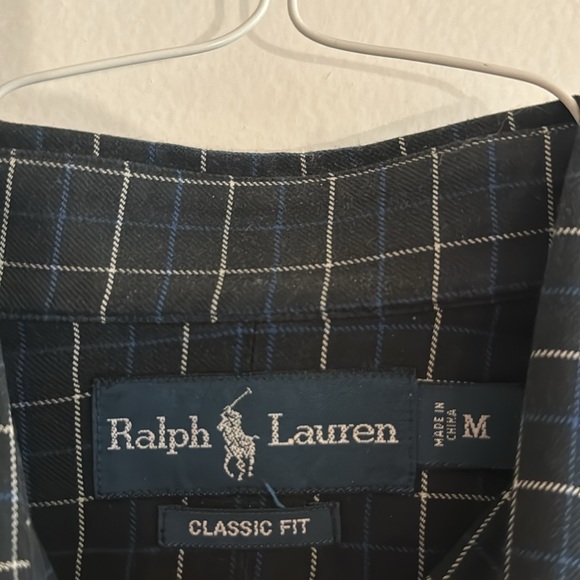 Ralph Lauren
MADE IN
CHINA
M
CLASSIC FIT